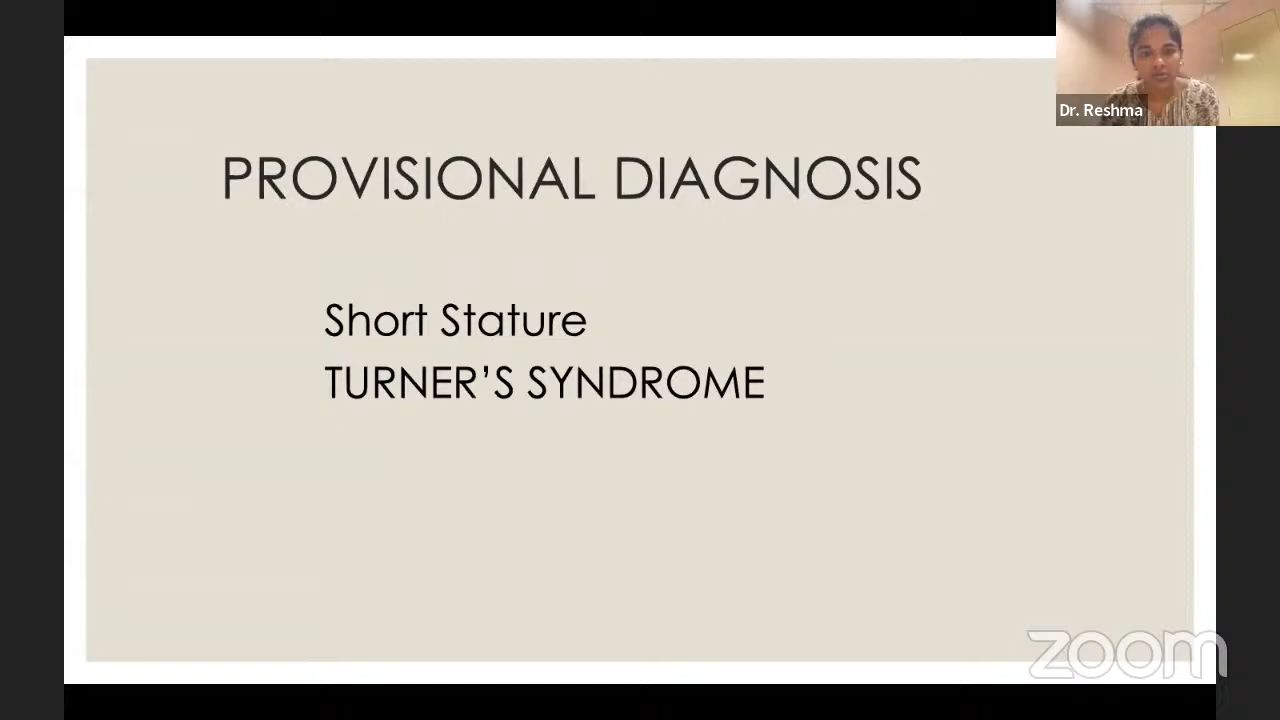 Dr. Reshma
PROVISIONAL DIAGNOSIS
Short Stature
TURNER’S SYNDROME
zoom